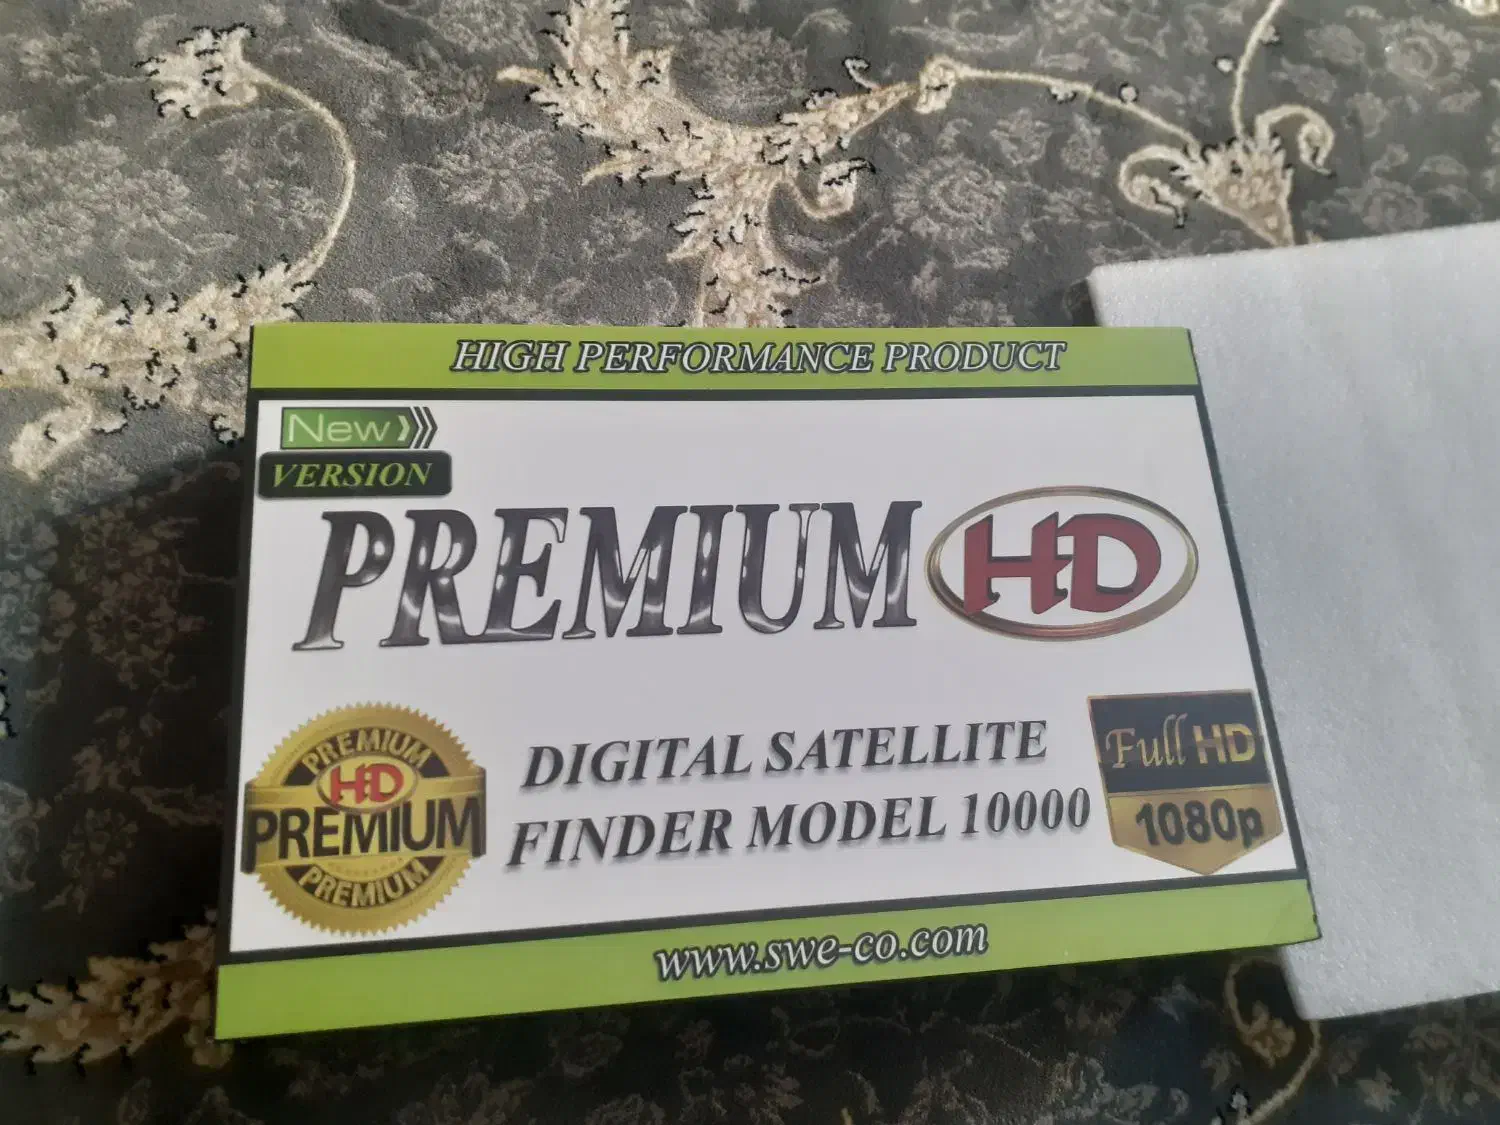 HIGH PERFORMANCE PRODUCT
New
VERSION
PREMIUM HD
PREMIUM
HD
PREMIUM
PREMIUM
DIGITAL SATELLITE
FINDER MODEL 10000
Full HD
1080p
www.swe-co.com